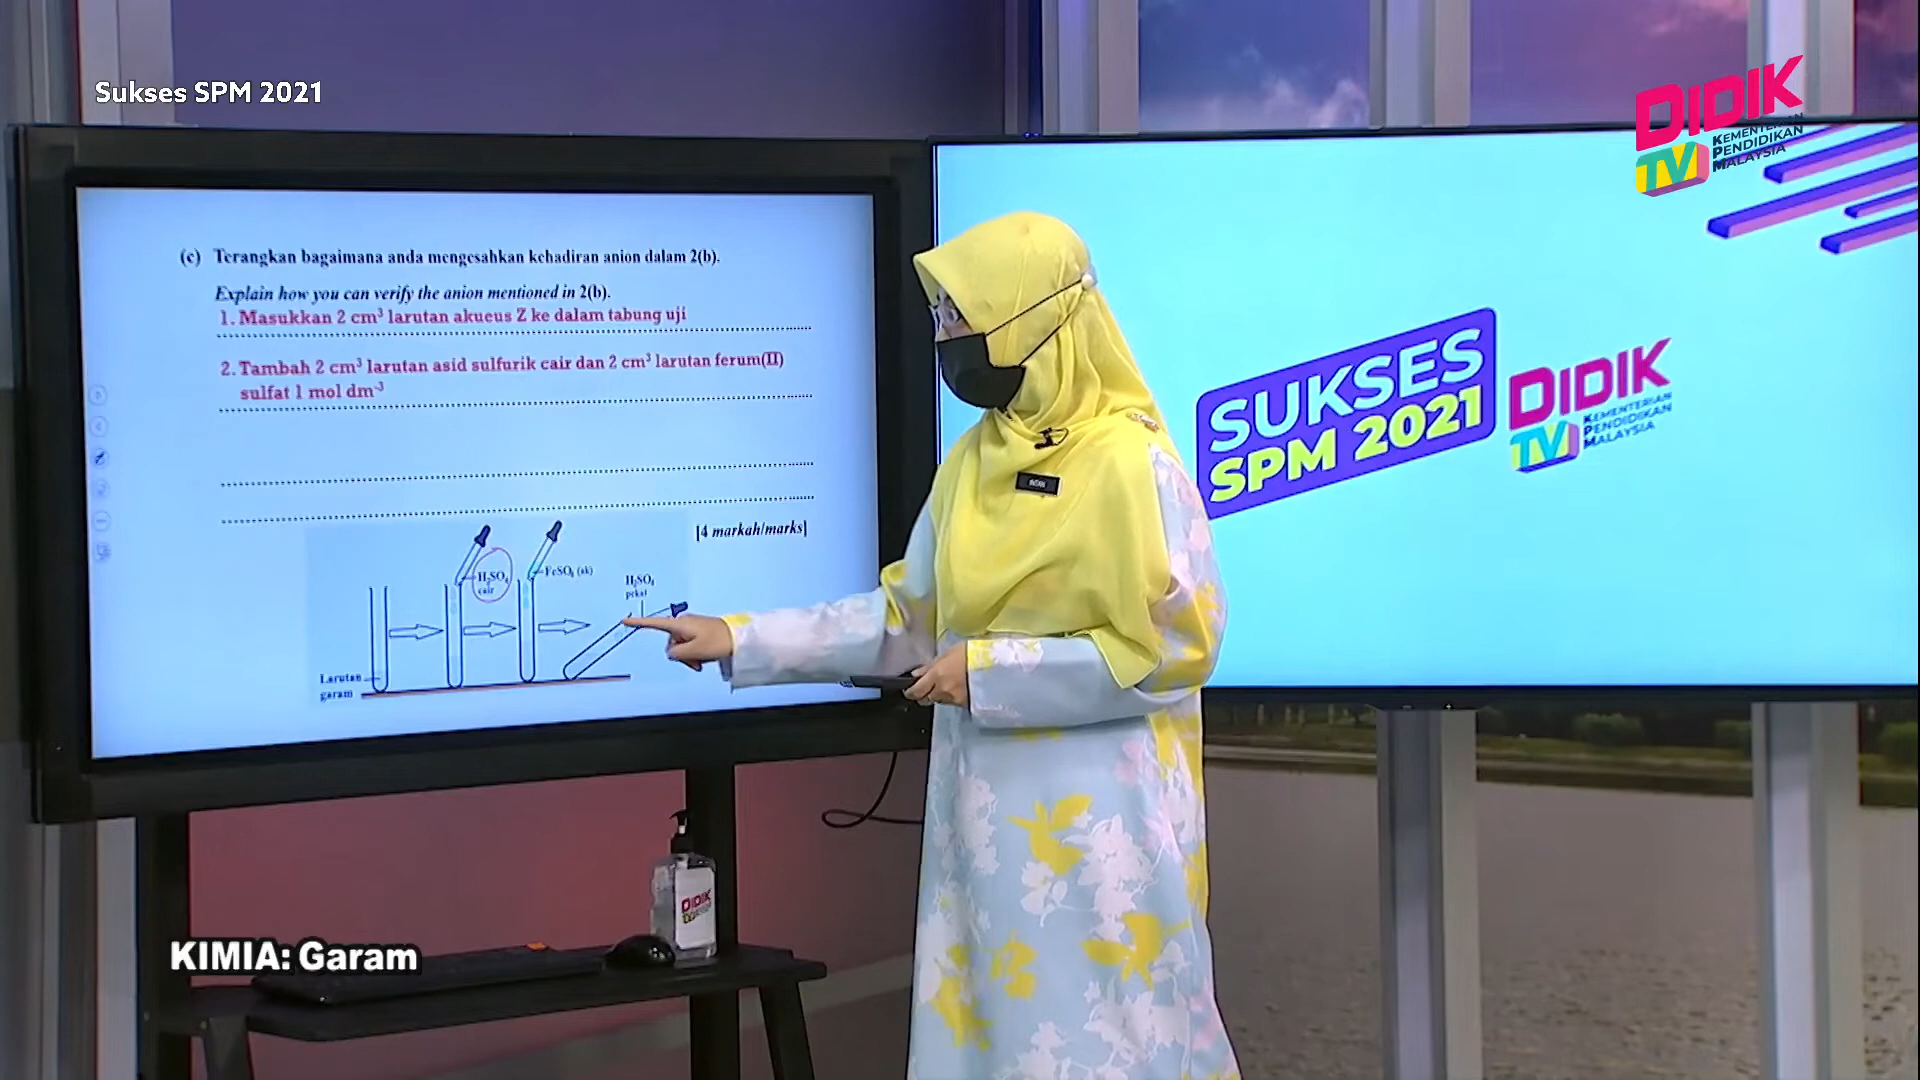 Sukses SPM 2021
DIDIK
TV
KEMENTERIAN
PENDIDIKAN
MALAYSIA
(c) Terangkan bagaimana anda mengesahkan kehadiran anion dalam 2(b).
Explain how you can verify the anion mentioned in 2(b).
1. Masukkan 2 cm³ larutan akueus Z ke dalam tabung uji
2. Tambah 2 cm³ larutan asid sulfurik cair dan 2 cm³ larutan ferum(II)
sulfat 1 mol dm⁻³
[4 markah/marks]
H₂SO₄
cair
FeSO₄ (ak)
H₂SO₄
pekat
Larutan
garam
SUKSES
SPM 2021
DIDIK
TV
KEMENTERIAN
PENDIDIKAN
MALAYSIA
INTAN
DIDIK
TV
KIMIA: Garam